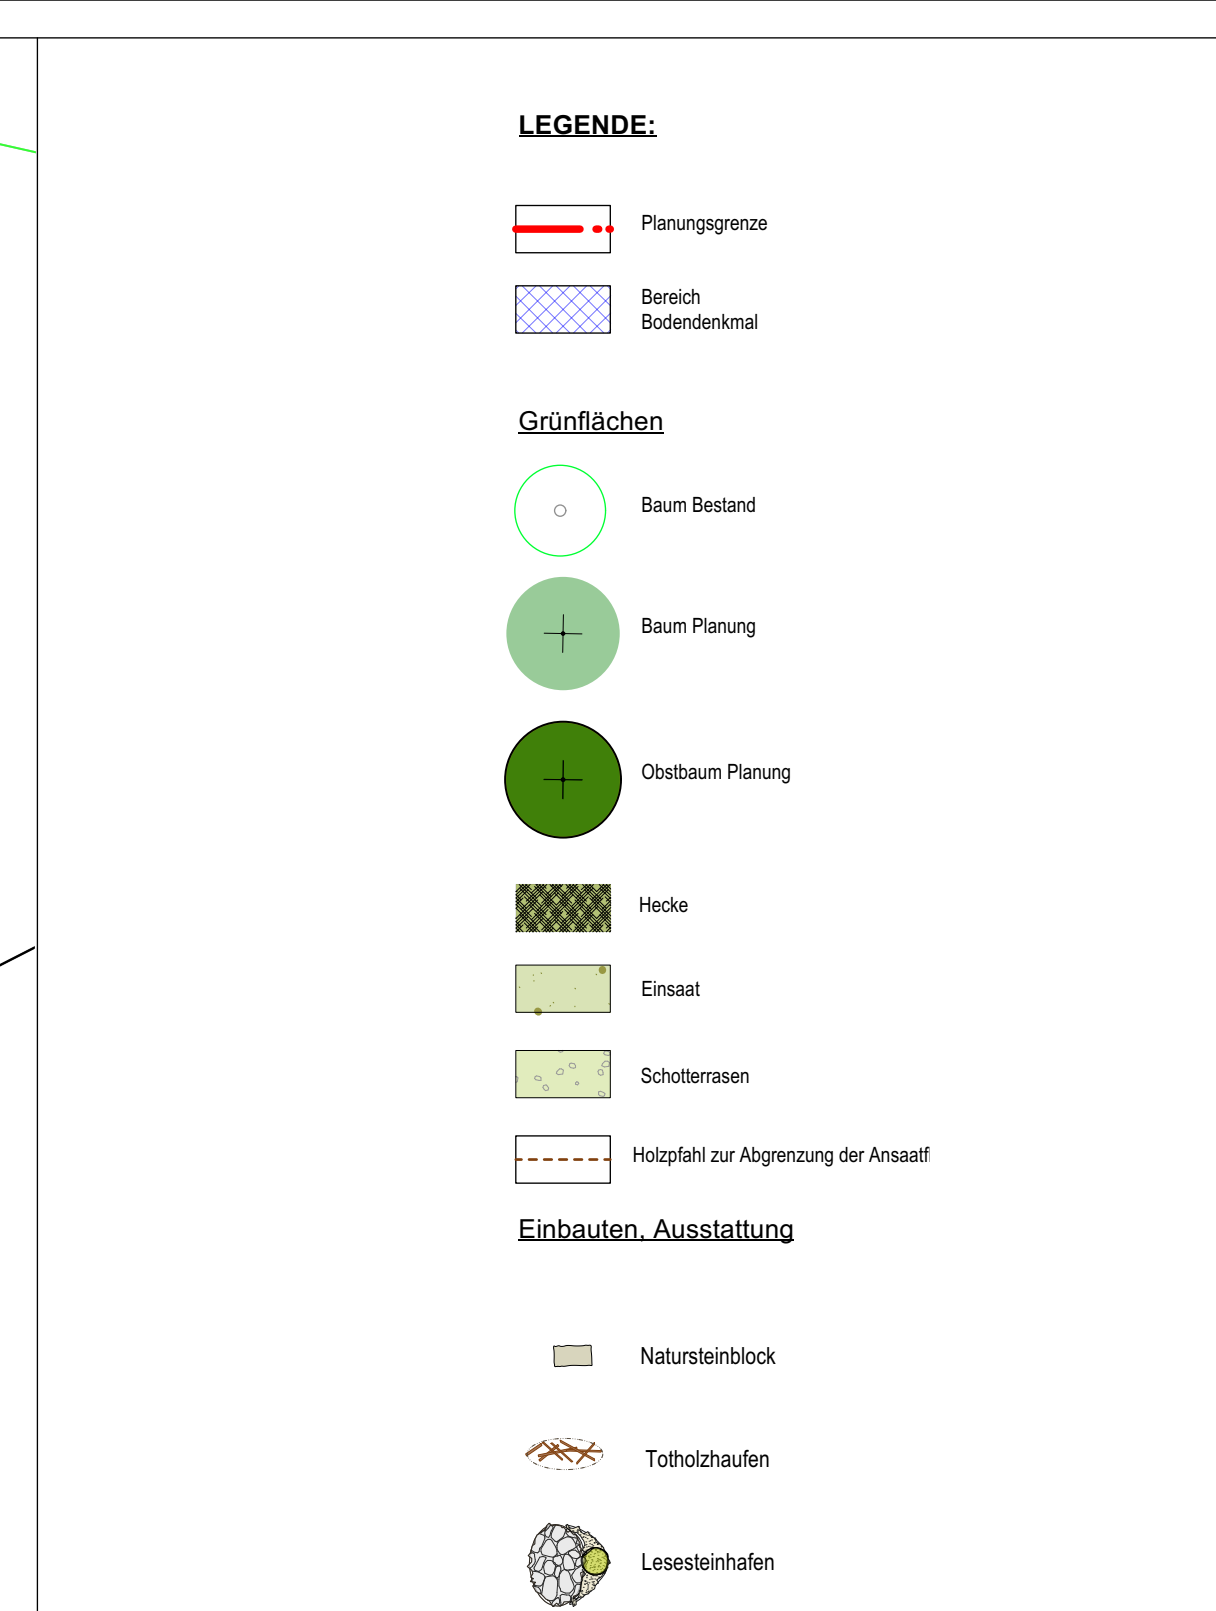 LEGENDE:
Planungsgrenze
Bereich
Bodendenkmal
Grünflächen
Baum Bestand
Baum Planung
Obstbaum Planung
Hecke
Einsaat
Schotterrasen
Holzpfahl zur Abgrenzung der Ansaatf
Einbauten, Ausstattung
Natursteinblock
Totholzhaufen
Lesesteinhafen